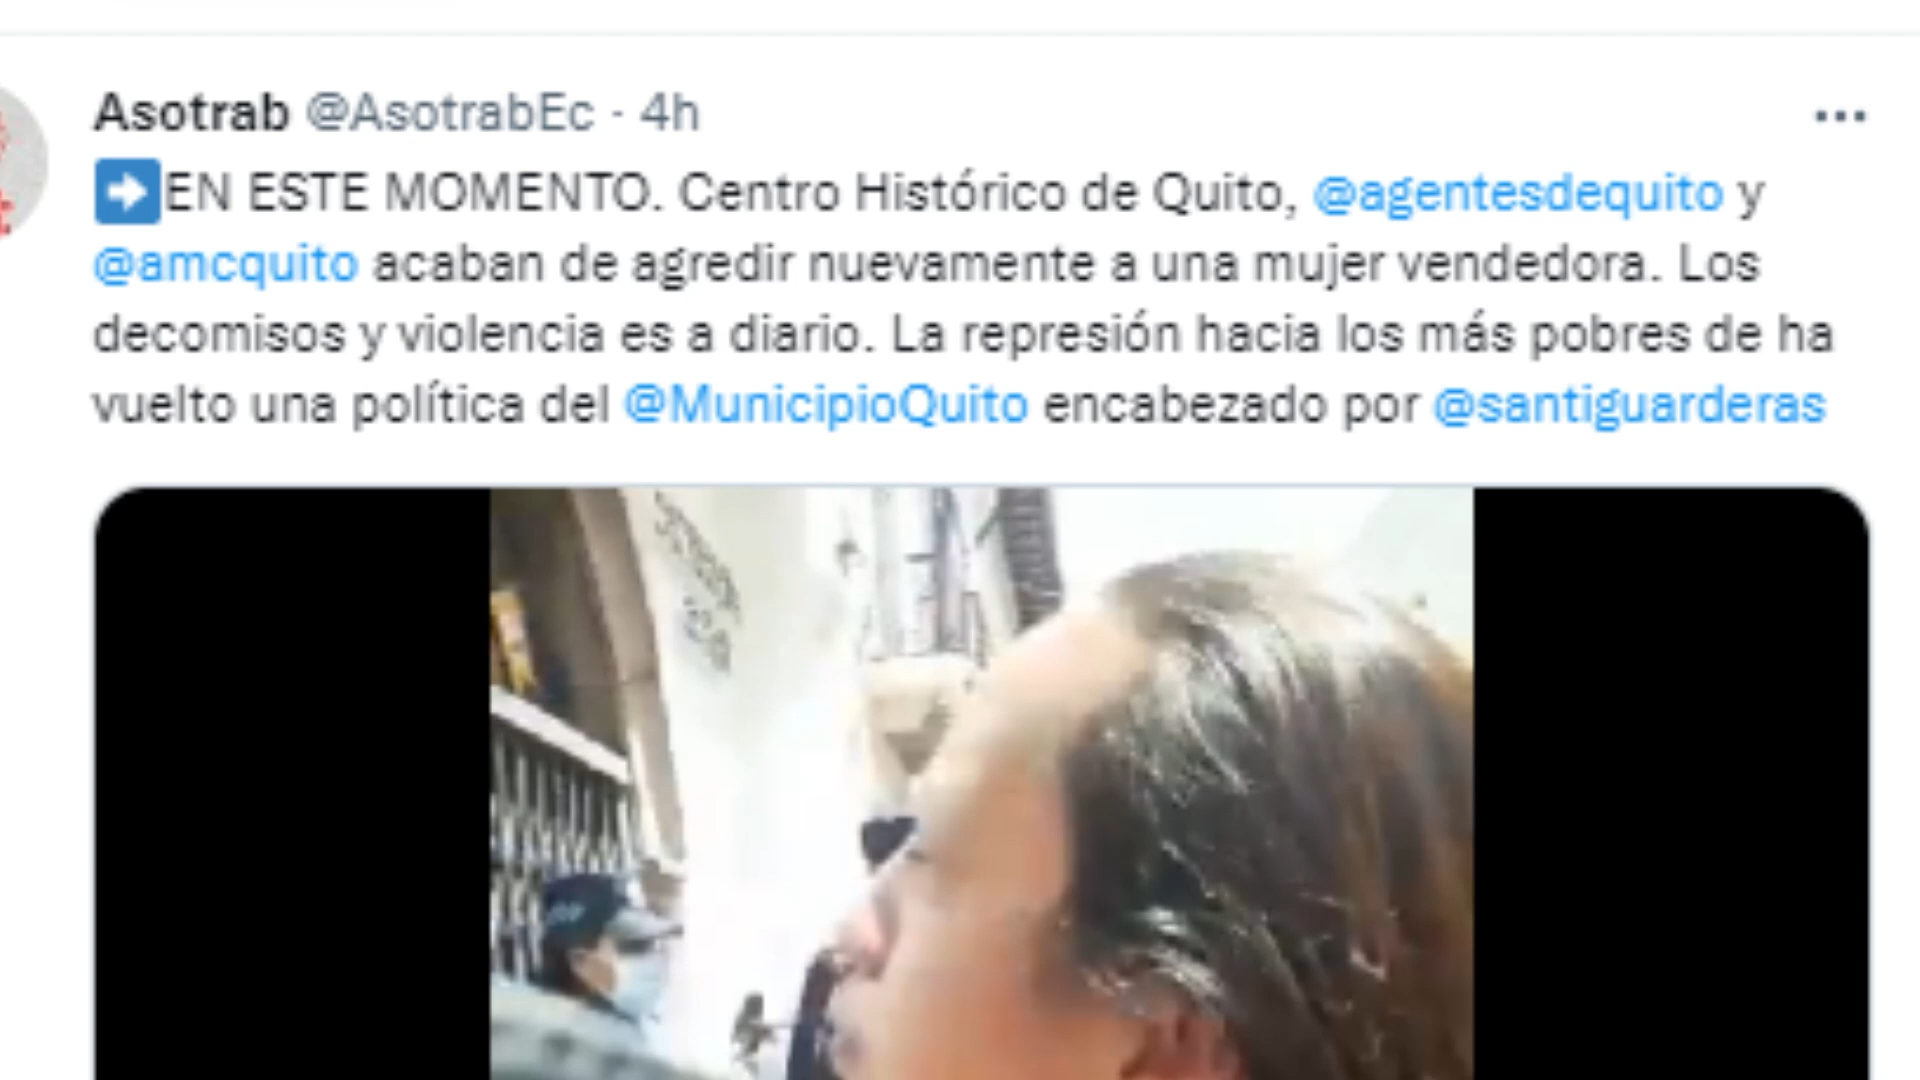 Asotrab @AsotrabEc · 4h
➡️EN ESTE MOMENTO. Centro Histórico de Quito, @agentesdequito y
@amcquito acaban de agredir nuevamente a una mujer vendedora. Los
decomisos y violencia es a diario. La represión hacia los más pobres de ha
vuelto una política del @MunicipioQuito encabezado por @santiguarderas